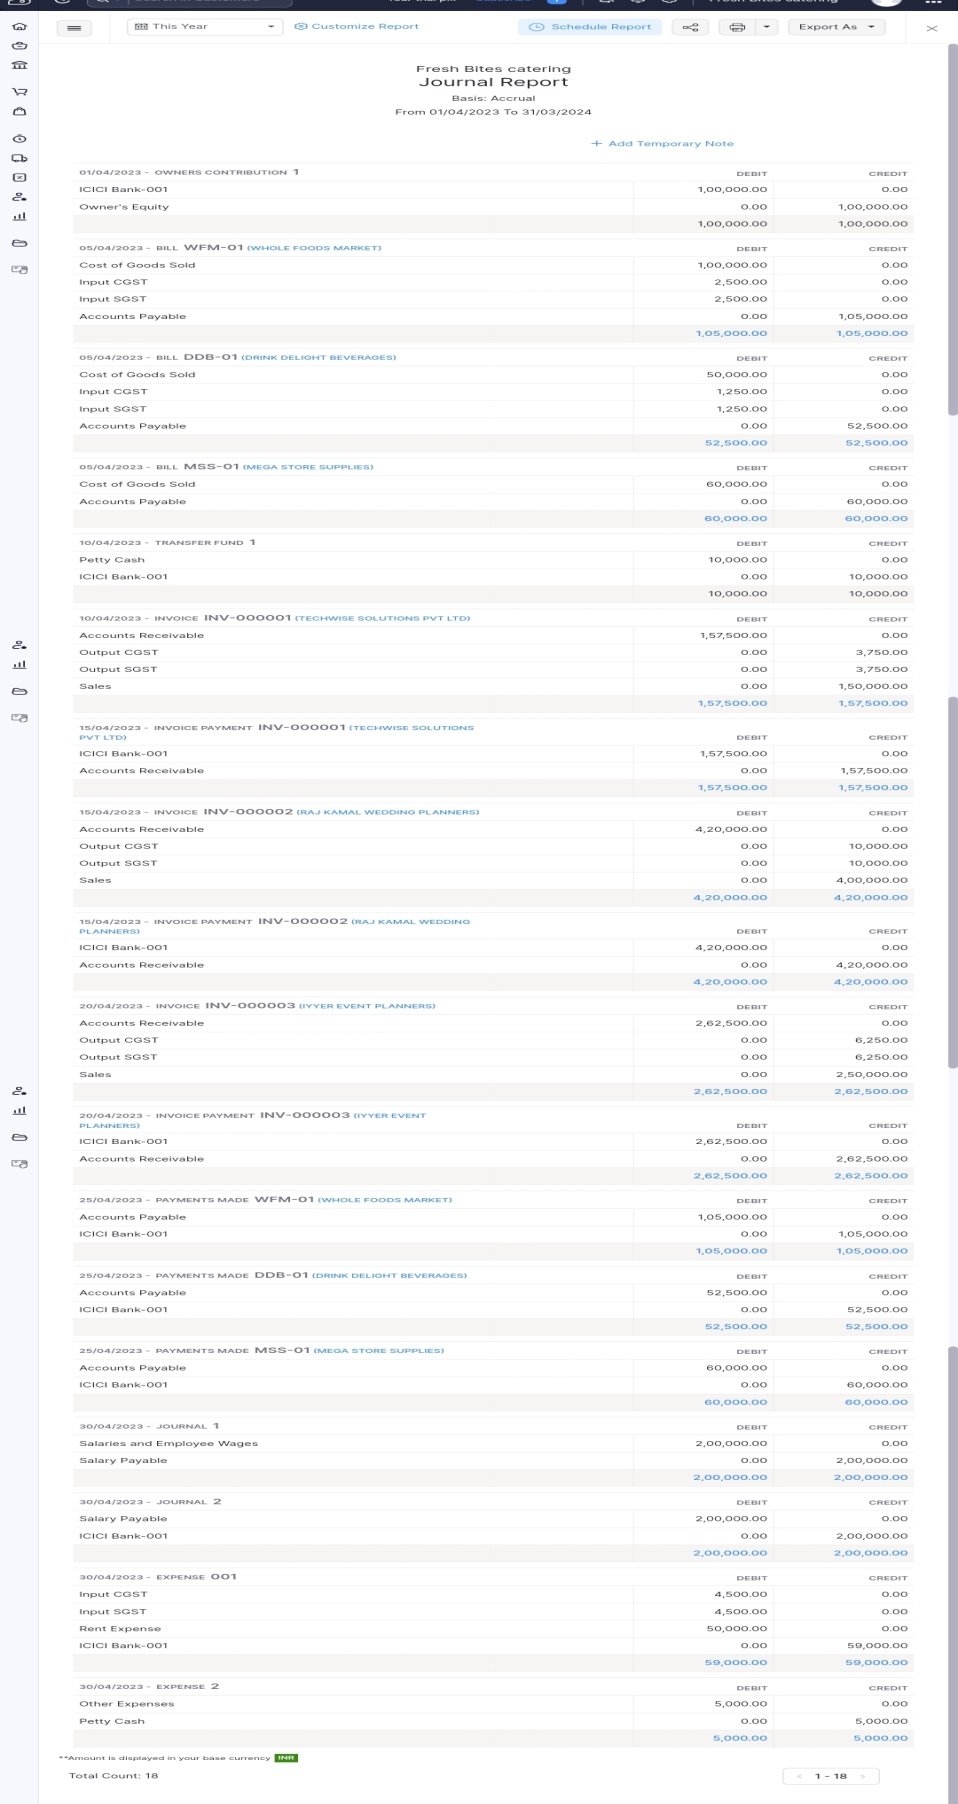 This Year
Customize Report
Schedule Report
Export As
Fresh Bites catering
Journal Report
Basis: Accrual
From 01/04/2023 To 31/03/2024
+ Add Temporary Note
01/04/2023 - OWNERS CONTRIBUTION 1 DEBIT CREDIT
ICICI Bank-001 1,00,000.00 0.00
Owner's Equity 0.00 1,00,000.00
1,00,000.00 1,00,000.00
05/04/2023 - BILL WFM-01 (WHOLE FOODS MARKET) DEBIT CREDIT
Cost of Goods Sold 1,00,000.00 0.00
Input CGST 2,500.00 0.00
Input SGST 2,500.00 0.00
Accounts Payable 0.00 1,05,000.00
1,05,000.00 1,05,000.00
05/04/2023 - BILL DDB-01 (DRINK DELIGHT BEVERAGES) DEBIT CREDIT
Cost of Goods Sold 50,000.00 0.00
Input CGST 1,250.00 0.00
Input SGST 1,250.00 0.00
Accounts Payable 0.00 52,500.00
52,500.00 52,500.00
05/04/2023 - BILL MSS-01 (MEGA STORE SUPPLIES) DEBIT CREDIT
Cost of Goods Sold 60,000.00 0.00
Accounts Payable 0.00 60,000.00
60,000.00 60,000.00
10/04/2023 - TRANSFER FUND 1 DEBIT CREDIT
Petty Cash 10,000.00 0.00
ICICI Bank-001 0.00 10,000.00
10,000.00 10,000.00
10/04/2023 - INVOICE INV-000001 (TECHWISE SOLUTIONS PVT LTD) DEBIT CREDIT
Accounts Receivable 1,57,500.00 0.00
Output CGST 0.00 3,750.00
Output SGST 0.00 3,750.00
Sales 0.00 1,50,000.00
1,57,500.00 1,57,500.00
15/04/2023 - INVOICE PAYMENT INV-000001 (TECHWISE SOLUTIONS
PVT LTD) DEBIT CREDIT
ICICI Bank-001 1,57,500.00 0.00
Accounts Receivable 0.00 1,57,500.00
1,57,500.00 1,57,500.00
15/04/2023 - INVOICE INV-000002 (RAJ KAMAL WEDDING PLANNERS) DEBIT CREDIT
Accounts Receivable 4,20,000.00 0.00
Output CGST 0.00 10,000.00
Output SGST 0.00 10,000.00
Sales 0.00 4,00,000.00
4,20,000.00 4,20,000.00
15/04/2023 - INVOICE PAYMENT INV-000002 (RAJ KAMAL WEDDING
PLANNERS) DEBIT CREDIT
ICICI Bank-001 4,20,000.00 0.00
Accounts Receivable 0.00 4,20,000.00
4,20,000.00 4,20,000.00
20/04/2023 - INVOICE INV-000003 (IYYER EVENT PLANNERS) DEBIT CREDIT
Accounts Receivable 2,62,500.00 0.00
Output CGST 0.00 6,250.00
Output SGST 0.00 6,250.00
Sales 0.00 2,50,000.00
2,62,500.00 2,62,500.00
20/04/2023 - INVOICE PAYMENT INV-000003 (IYYER EVENT
PLANNERS) DEBIT CREDIT
ICICI Bank-001 2,62,500.00 0.00
Accounts Receivable 0.00 2,62,500.00
2,62,500.00 2,62,500.00
25/04/2023 - PAYMENTS MADE WFM-01 (WHOLE FOODS MARKET) DEBIT CREDIT
Accounts Payable 1,05,000.00 0.00
ICICI Bank-001 0.00 1,05,000.00
1,05,000.00 1,05,000.00
25/04/2023 - PAYMENTS MADE DDB-01 (DRINK DELIGHT BEVERAGES) DEBIT CREDIT
Accounts Payable 52,500.00 0.00
ICICI Bank-001 0.00 52,500.00
52,500.00 52,500.00
25/04/2023 - PAYMENTS MADE MSS-01 (MEGA STORE SUPPLIES) DEBIT CREDIT
Accounts Payable 60,000.00 0.00
ICICI Bank-001 0.00 60,000.00
60,000.00 60,000.00
30/04/2023 - JOURNAL 1 DEBIT CREDIT
Salaries and Employee Wages 2,00,000.00 0.00
Salary Payable 0.00 2,00,000.00
2,00,000.00 2,00,000.00
30/04/2023 - JOURNAL 2 DEBIT CREDIT
Salary Payable 2,00,000.00 0.00
ICICI Bank-001 0.00 2,00,000.00
2,00,000.00 2,00,000.00
30/04/2023 - EXPENSE 001 DEBIT CREDIT
Input CGST 4,500.00 0.00
Input SGST 4,500.00 0.00
Rent Expense 50,000.00 0.00
ICICI Bank-001 0.00 59,000.00
59,000.00 59,000.00
30/04/2023 - EXPENSE 2 DEBIT CREDIT
Other Expenses 5,000.00 0.00
Petty Cash 0.00 5,000.00
5,000.00 5,000.00
**Amount is displayed in your base currency INR
Total Count: 18
< 1 - 18 >